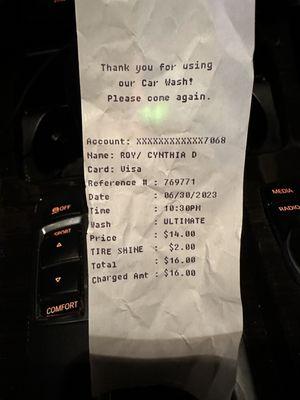 Thank you for using
our Car Wash!
Please come again.
Account: XXXXXXXXXXXX7068
Name: ROY/ CYNTHIA D
Card: Visa
Reference # : 769771
Date : 06/30/2023
Time : 10:30PM
Wash : ULTIMATE
Price : $14.00
TIRE SHINE : $2.00
Total : $16.00
Charged Amt : $16.00
OFF
SPORT
COMFORT
MEDIA
RADIO